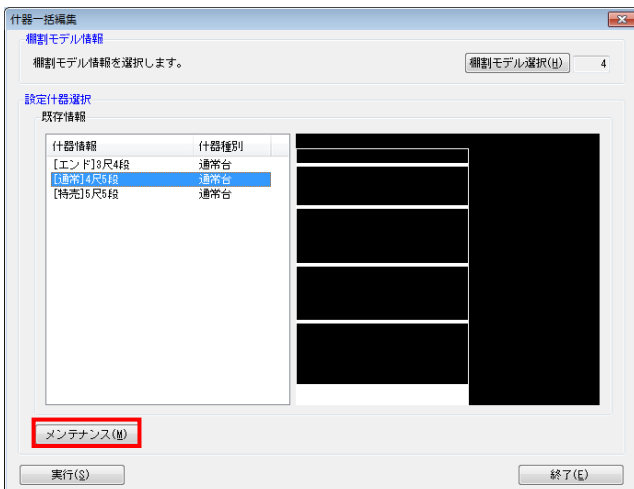 什器一括編集
棚割モデル情報
棚割モデル情報を選択します。
棚割モデル選択(H) 4
設定什器選択
既存情報
什器情報 什器種別
[エンド]3尺4段 通常台
[通常]4尺5段 通常台
[特売]5尺5段 通常台
メンテナンス(M)
実行(S) 終了(E)